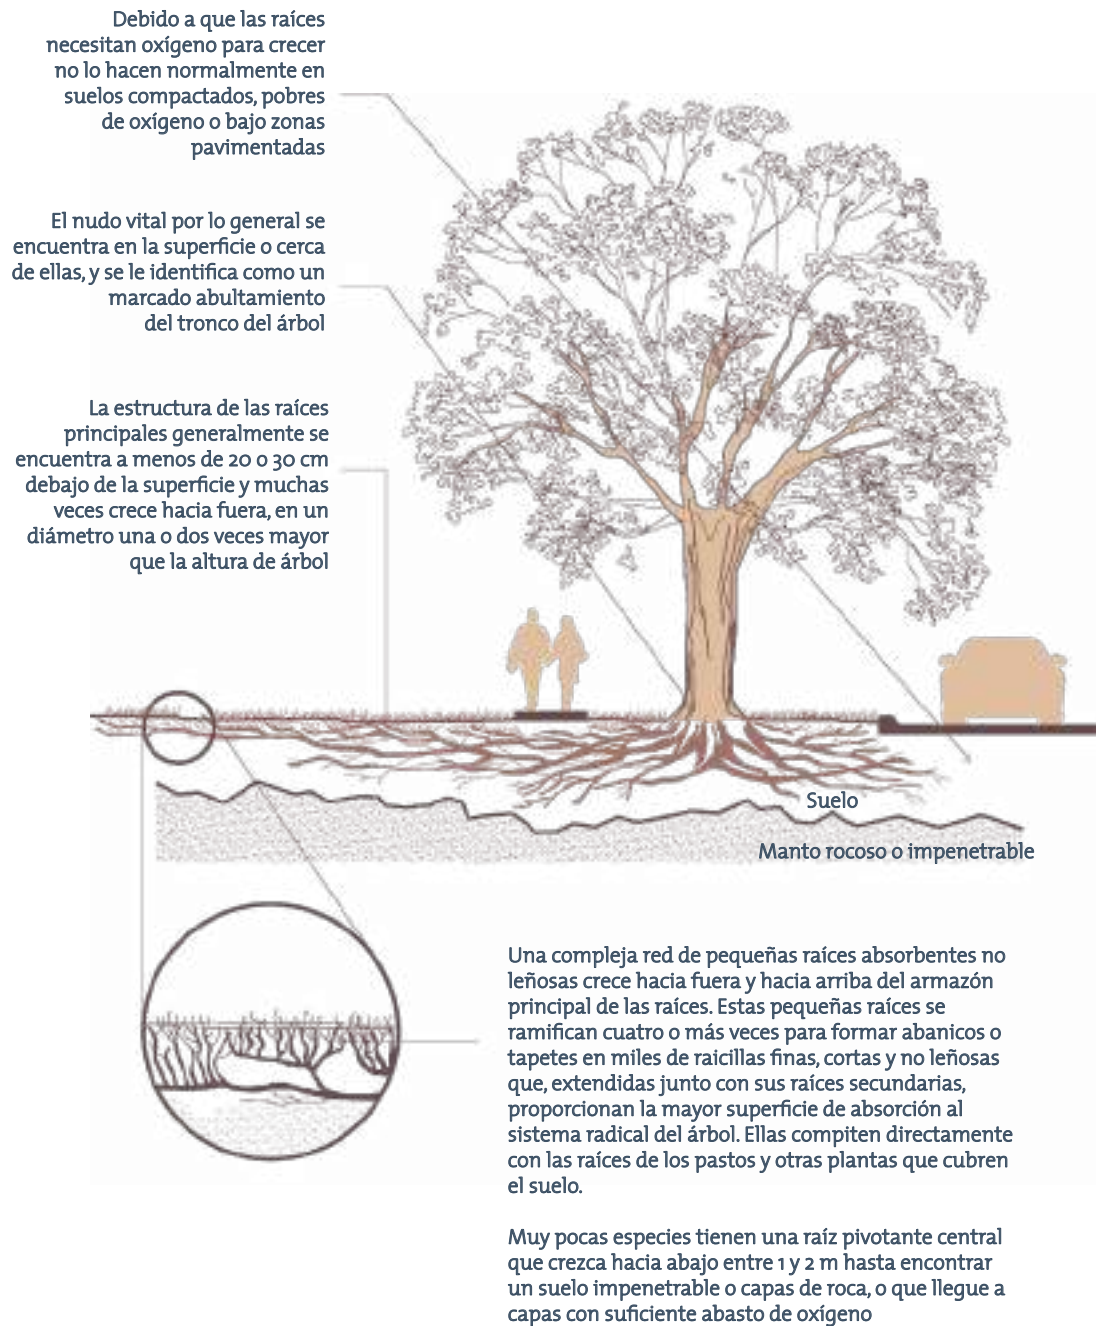 Debido a que las raíces
necesitan oxígeno para crecer
no lo hacen normalmente en
suelos compactados, pobres
de oxígeno o bajo zonas
pavimentadas
El nudo vital por lo general se
encuentra en la superficie o cerca
de ellas, y se le identifica como un
marcado abultamiento
del tronco del árbol
La estructura de las raíces
principales generalmente se
encuentra a menos de 20 o 30 cm
debajo de la superficie y muchas
veces crece hacia fuera, en un
diámetro una o dos veces mayor
que la altura de árbol
Suelo
Manto rocoso o impenetrable
Una compleja red de pequeñas raíces absorbentes no
leñosas crece hacia fuera y hacia arriba del armazón
principal de las raíces. Estas pequeñas raíces se
ramifican cuatro o más veces para formar abanicos o
tapetes en miles de raicillas finas, cortas y no leñosas
que, extendidas junto con sus raíces secundarias,
proporcionan la mayor superficie de absorción al
sistema radical del árbol. Ellas compiten directamente
con las raíces de los pastos y otras plantas que cubren
el suelo.
Muy pocas especies tienen una raíz pivotante central
que crezca hacia abajo entre 1 y 2 m hasta encontrar
un suelo impenetrable o capas de roca, o que llegue a
capas con suficiente abasto de oxígeno